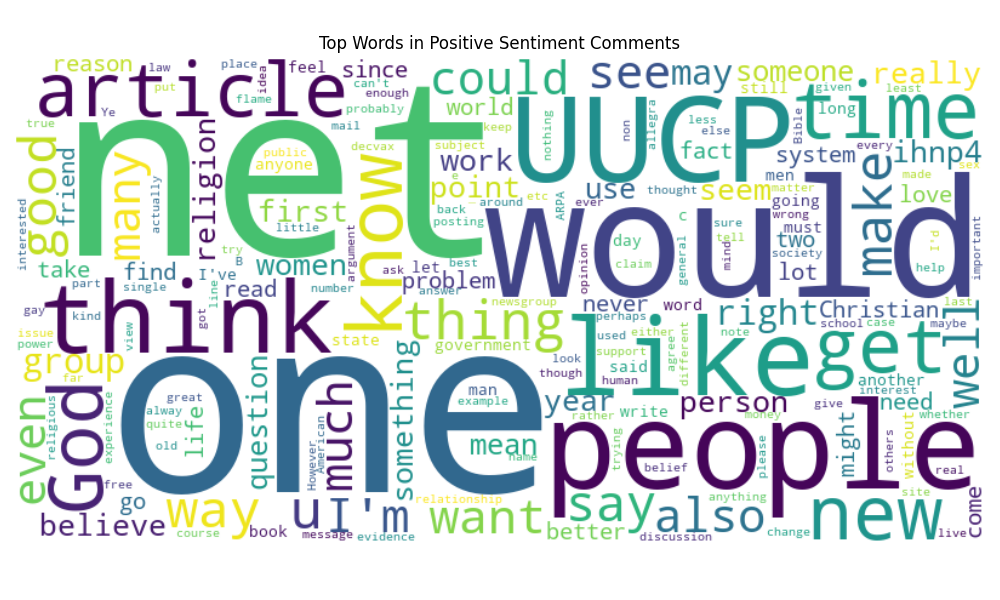 Top Words in Positive Sentiment Comments
reason
law
place
idea
feel
since
can't
could
see
may
someone
still
given
least
really
article
put
flame
enough
probably
world
allegra
less
else
Bible
long
time
true
Ye
net
mail
decvax
keep
subject
UUCP
nothing
non
fact
system
every
ihnp4
good
friend
many
actually
religion
public
anyone
first
little
know
work
e
point
etc
use
thought
seem
men
matter
going
made
sex
love
interested
try
back
around
posting
ARPA
ever
would
C
sure
tell
wrong
must
make
I'd
important
take
find
B
I've
women
argument
ask
let
best
problem
opinion
day
claim
general
mind
two
society
lot
help
part
single
read
line
number
answer
gay
kind
got
newsgroup
never
word
right
Christian
last
think
view
state
thing
perhaps
used
either
note
school
case
maybe
well
issue
power
government
like
support
agree
different
get
group
far
look
though
said
human
another
interest
God
religious
experience
great
alway
quite
old
life
one
question
man
example
something
year
rather
write
person
money
give
need
whether
even
However
American
much
mean
name
people
trying
belief
please
might
others
without
real
free
go
way
u
I'm
relationship
want
say
anything
also
new
site
come
believe
course
book
message
evidence
better
discussion
change
live